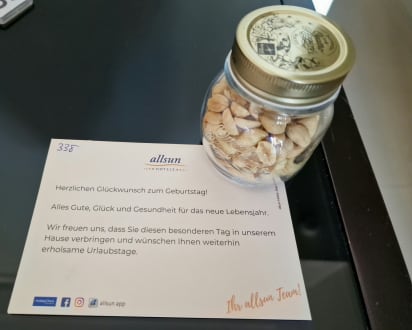 338
allsun
HOTELS
Herzlichen Glückwunsch zum Geburtstag!
Alles Gute, Glück und Gesundheit für das neue Lebensjahr.
Wir freuen uns, dass Sie diesen besonderen Tag in unserem
Hause verbringen und wünschen Ihnen weiterhin
erholsame Urlaubstage.
allsun app
Ihr allsun Team!